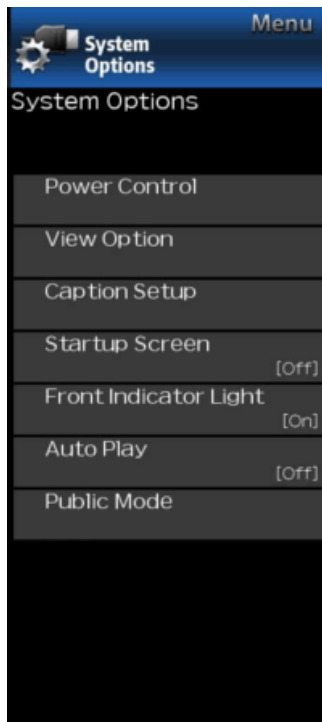 Menu
System
Options
System Options
Power Control
View Option
Caption Setup
Startup Screen
[Off]
Front Indicator Light
[On]
Auto Play
[Off]
Public Mode